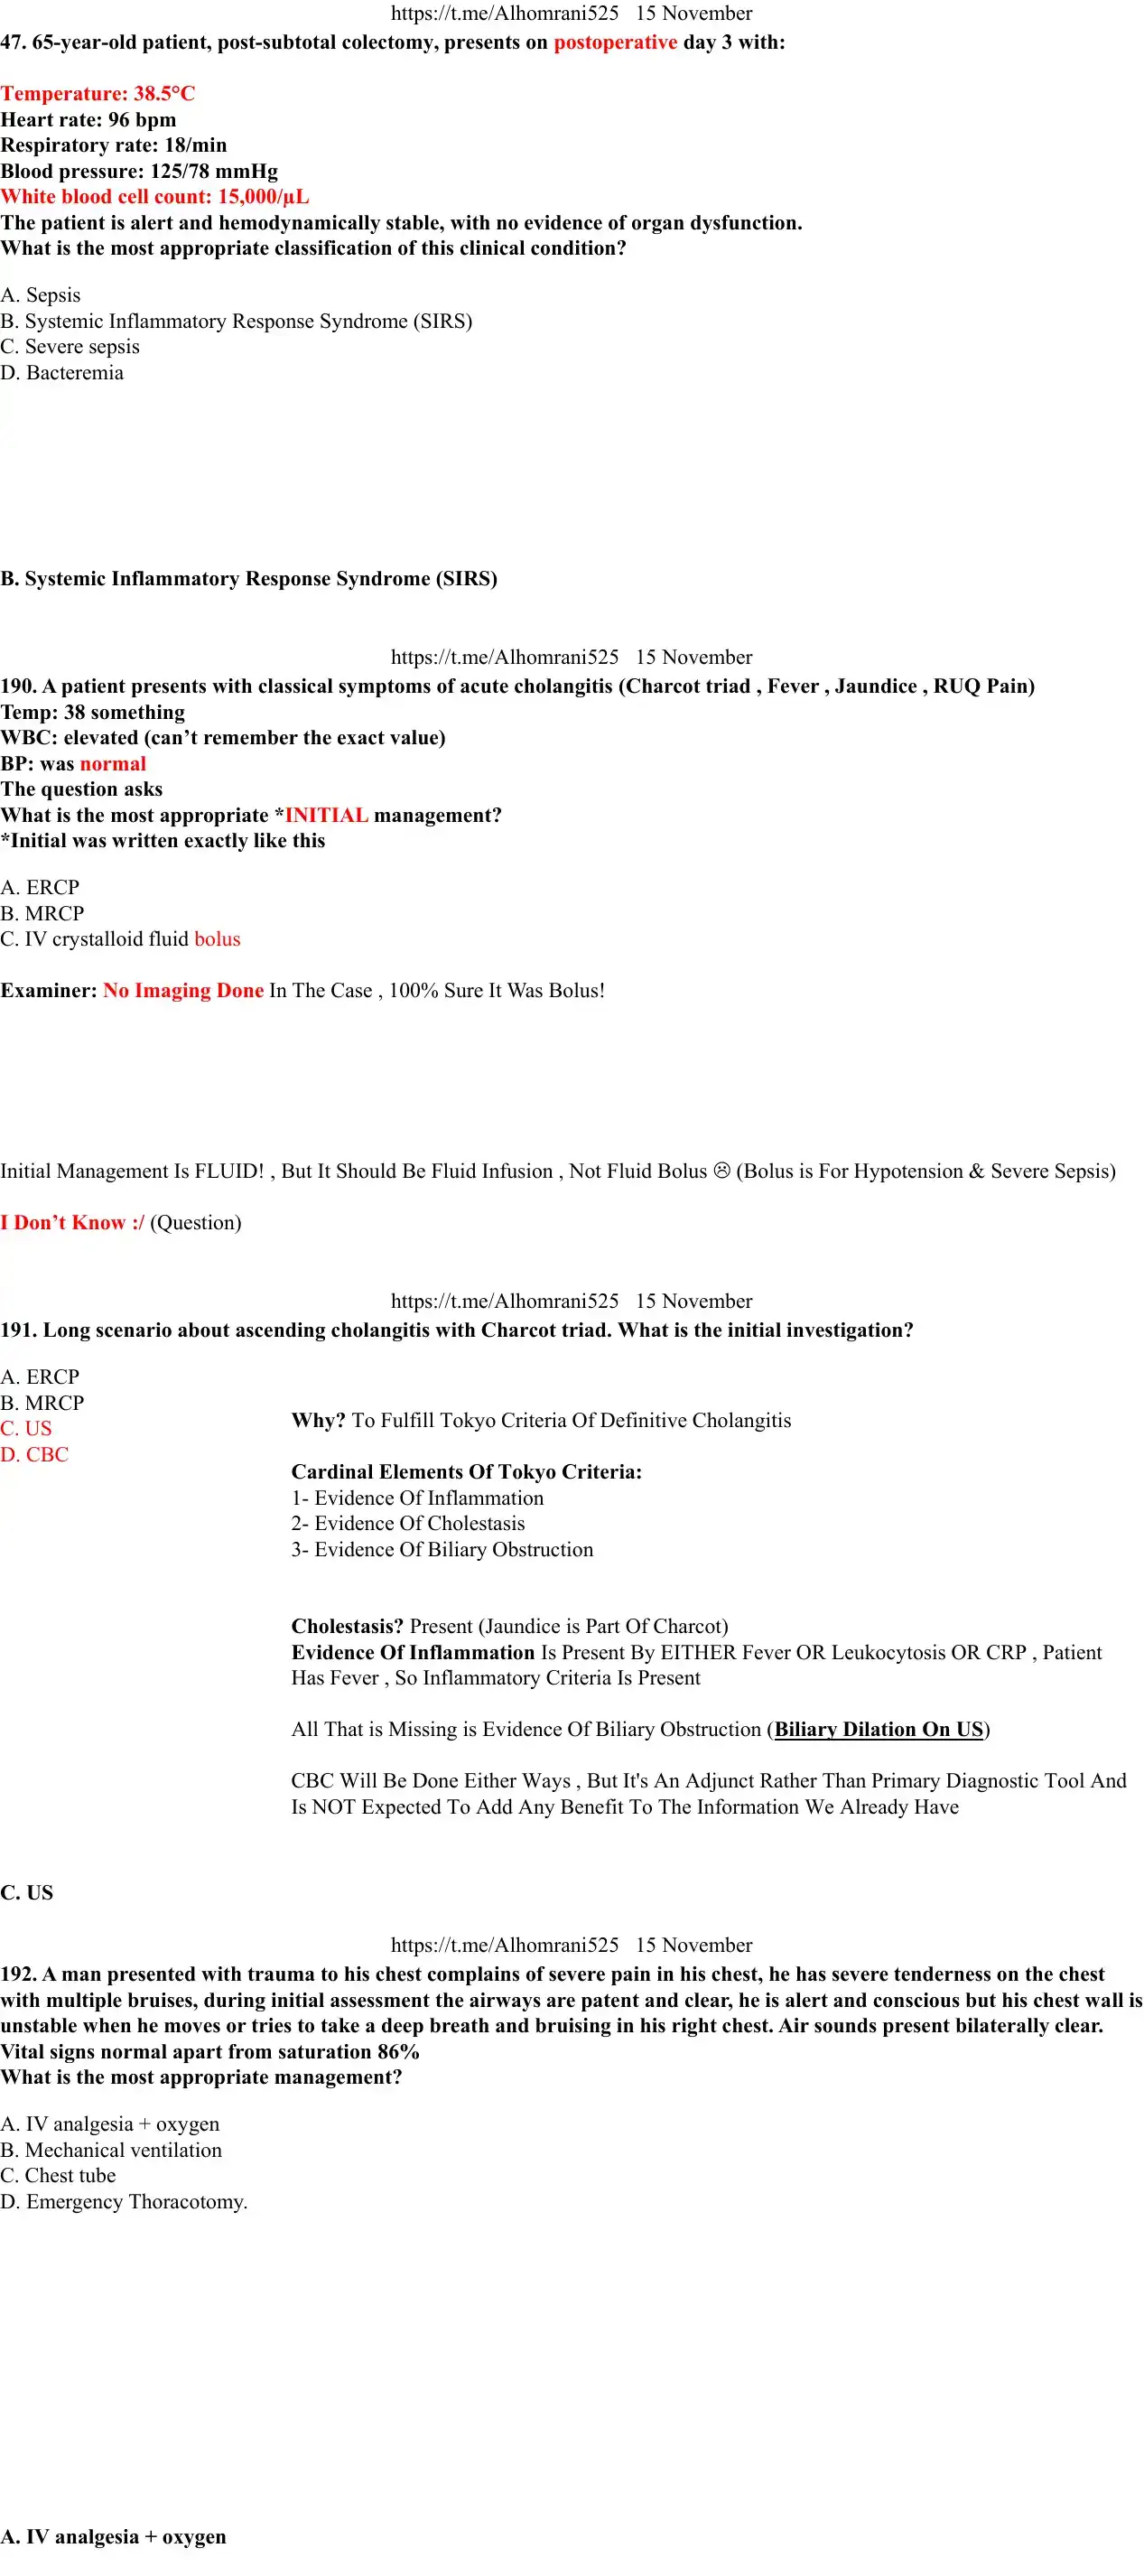 https://t.me/Alhomrani525 15 November
47. 65-year-old patient, post-subtotal colectomy, presents on postoperative day 3 with:
Temperature: 38.5°C
Heart rate: 96 bpm
Respiratory rate: 18/min
Blood pressure: 125/78 mmHg
White blood cell count: 15,000/µL
The patient is alert and hemodynamically stable, with no evidence of organ dysfunction.
What is the most appropriate classification of this clinical condition?
A. Sepsis
B. Systemic Inflammatory Response Syndrome (SIRS)
C. Severe sepsis
D. Bacteremia
B. Systemic Inflammatory Response Syndrome (SIRS)
https://t.me/Alhomrani525 15 November
190. A patient presents with classical symptoms of acute cholangitis (Charcot triad , Fever , Jaundice , RUQ Pain)
Temp: 38 something
WBC: elevated (can’t remember the exact value)
BP: was normal
The question asks
What is the most appropriate *INITIAL management?
*Initial was written exactly like this
A. ERCP
B. MRCP
C. IV crystalloid fluid bolus
Examiner: No Imaging Done In The Case , 100% Sure It Was Bolus!
Initial Management Is FLUID! , But It Should Be Fluid Infusion , Not Fluid Bolus ☹ (Bolus is For Hypotension & Severe Sepsis)
I Don’t Know :/ (Question)
https://t.me/Alhomrani525 15 November
191. Long scenario about ascending cholangitis with Charcot triad. What is the initial investigation?
A. ERCP
B. MRCP
C. US
D. CBC
Why? To Fulfill Tokyo Criteria Of Definitive Cholangitis
Cardinal Elements Of Tokyo Criteria:
1- Evidence Of Inflammation
2- Evidence Of Cholestasis
3- Evidence Of Biliary Obstruction
Cholestasis? Present (Jaundice is Part Of Charcot)
Evidence Of Inflammation Is Present By EITHER Fever OR Leukocytosis OR CRP , Patient
Has Fever , So Inflammatory Criteria Is Present
All That is Missing is Evidence Of Biliary Obstruction (Biliary Dilation On US)
CBC Will Be Done Either Ways , But It's An Adjunct Rather Than Primary Diagnostic Tool And
Is NOT Expected To Add Any Benefit To The Information We Already Have
C. US
https://t.me/Alhomrani525 15 November
192. A man presented with trauma to his chest complains of severe pain in his chest, he has severe tenderness on the chest
with multiple bruises, during initial assessment the airways are patent and clear, he is alert and conscious but his chest wall is
unstable when he moves or tries to take a deep breath and bruising in his right chest. Air sounds present bilaterally clear.
Vital signs normal apart from saturation 86%
What is the most appropriate management?
A. IV analgesia + oxygen
B. Mechanical ventilation
C. Chest tube
D. Emergency Thoracotomy.
A. IV analgesia + oxygen